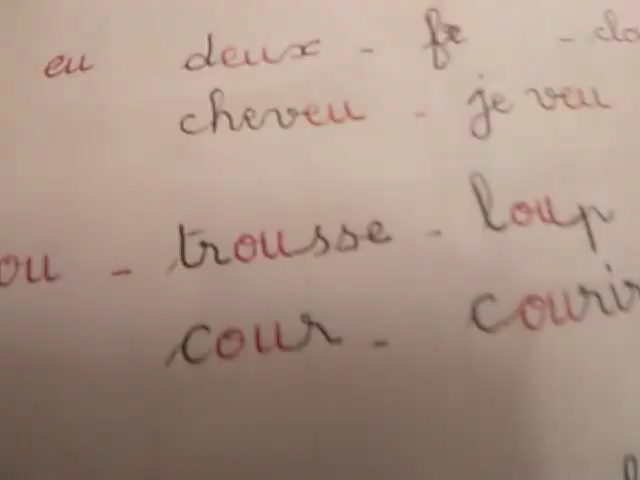 eu deux -
cheveu - je veu
ou - trousse - loup
cour - courir